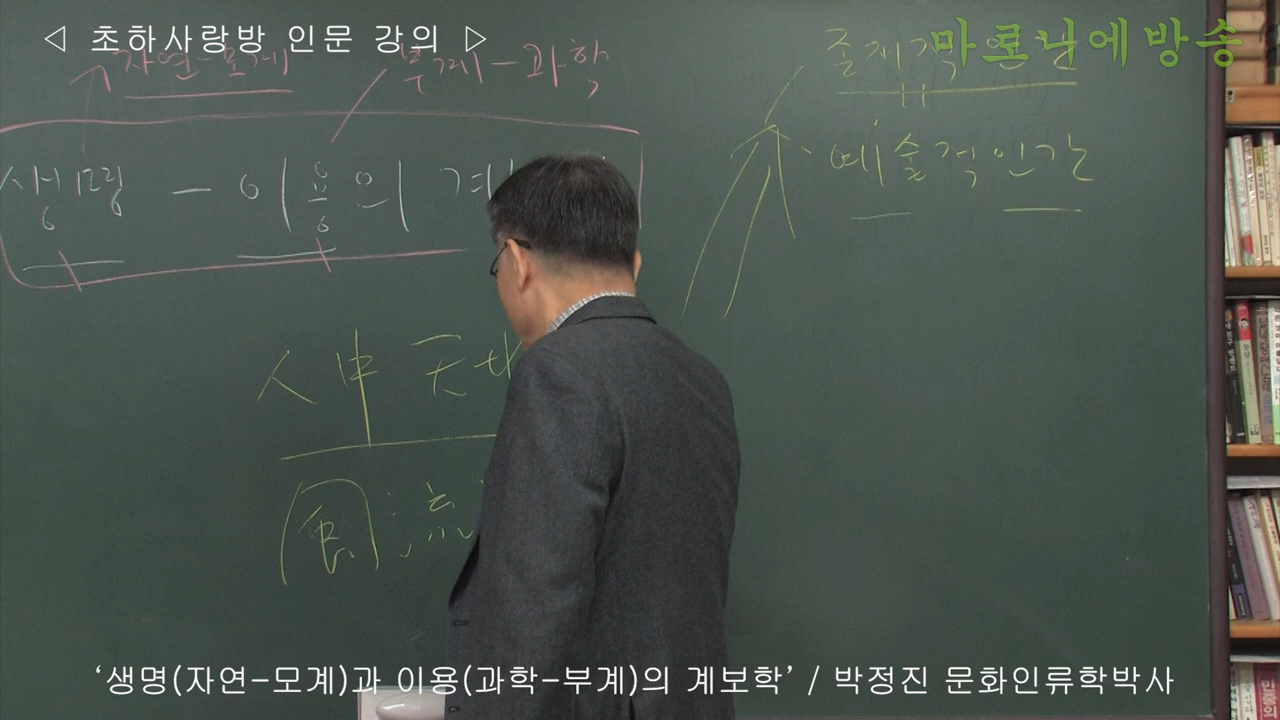 ◁ 초하사랑방 인문 강의 ▷
마로니에방송
자연-모계 부계-과학
존재적
생명 - 이용의 계
예술적인간
人中天地
風流
‘생명(자연-모계)과 이용(과학-부계)의 계보학’ / 박정진 문화인류학박사